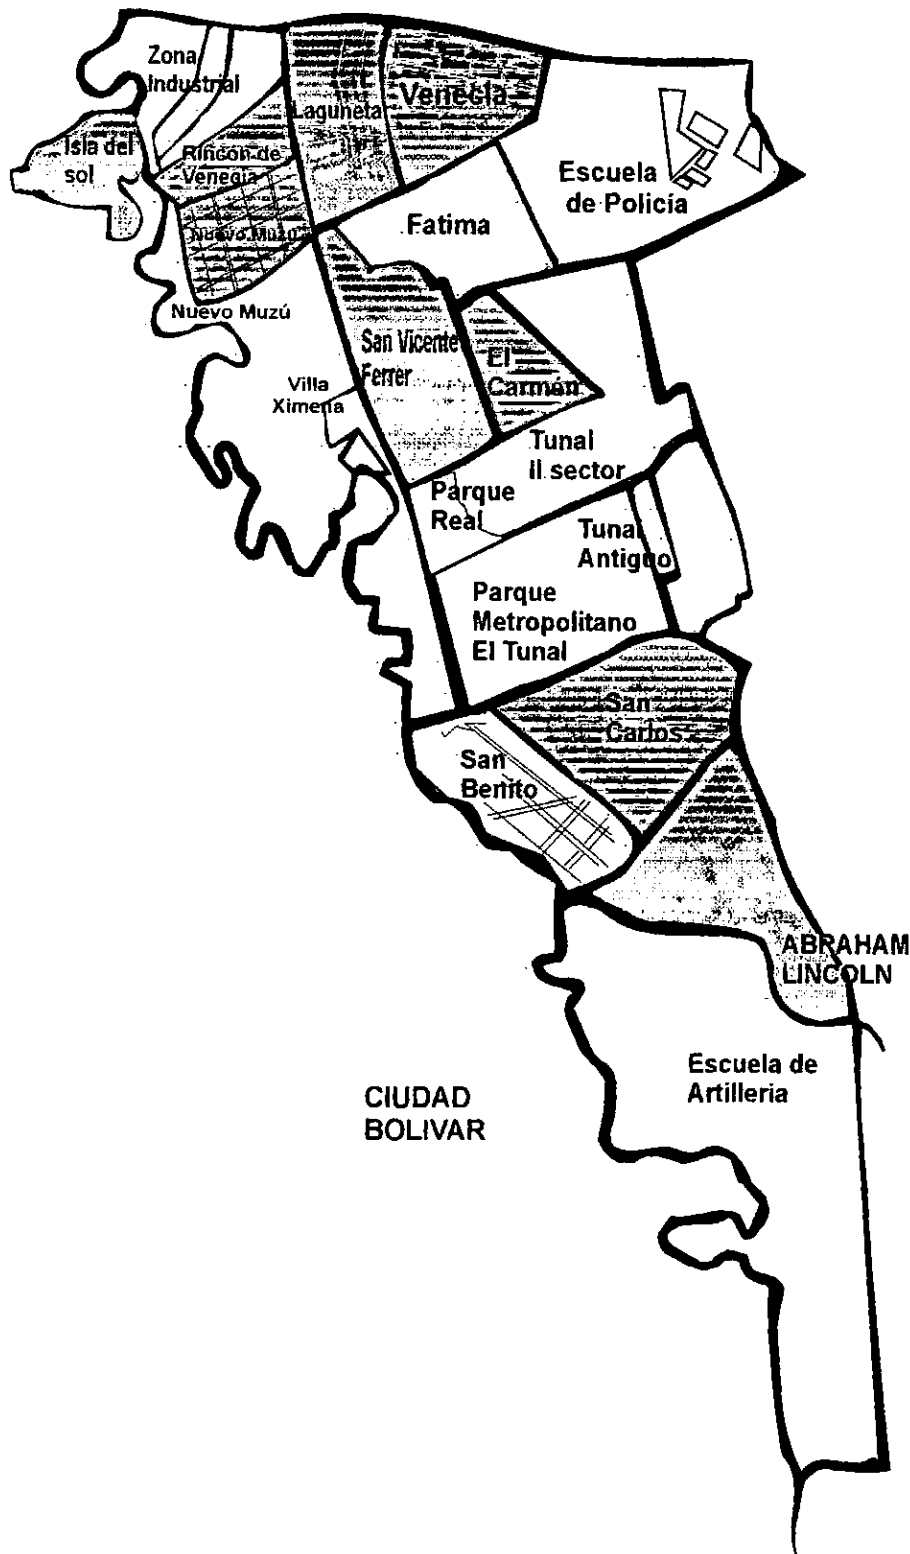 Zona
Industrial
Laguneta
Venecia
Isla del
sol
Rincon de
Venecia
Escuela
de Policía
Fatima
Nuevo Muzú
Nuevo Muzú
San Vicente
Ferrer
El
Carmen
Villa
Ximena
Tunal
II sector
Parque
Real
Tunal
Antiguo
Parque
Metropolitano
El Tunal
San
Carlos
San
Benito
ABRAHAM
LINCOLN
Escuela de
Artilleria
CIUDAD
BOLIVAR